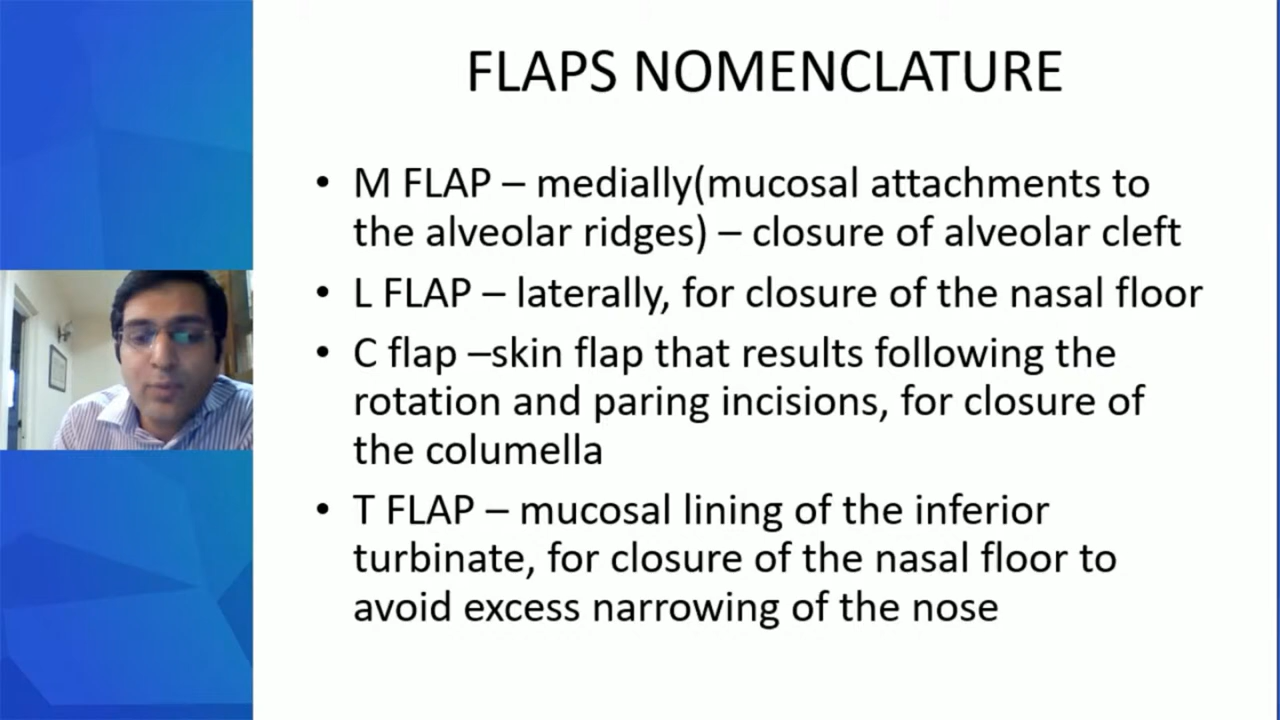 FLAPS NOMENCLATURE
• M FLAP – medially(mucosal attachments to
the alveolar ridges) – closure of alveolar cleft
• L FLAP – laterally, for closure of the nasal floor
• C flap –skin flap that results following the
rotation and paring incisions, for closure of
the columella
• T FLAP – mucosal lining of the inferior
turbinate, for closure of the nasal floor to
avoid excess narrowing of the nose